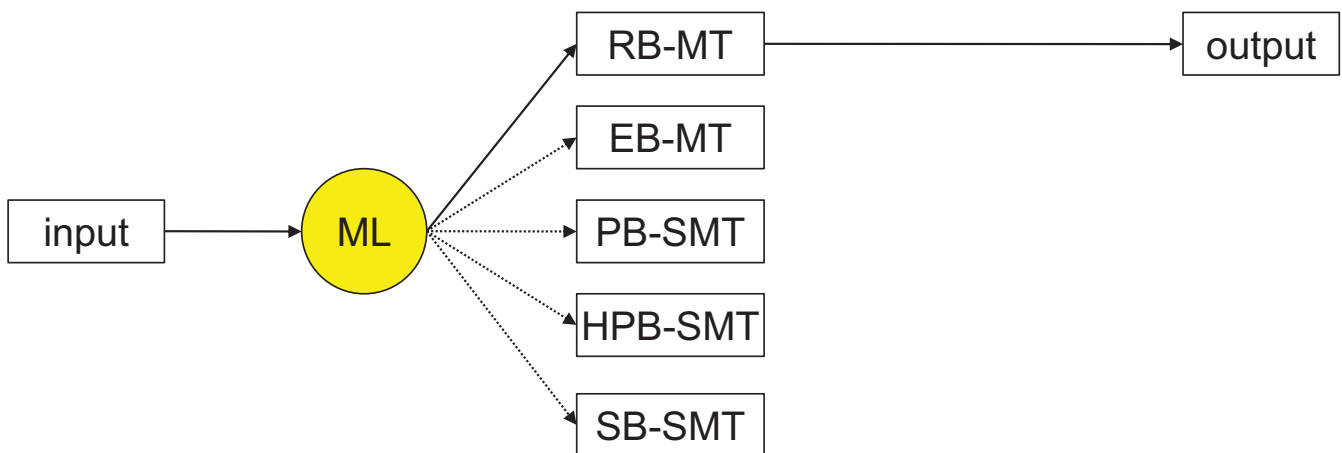 RB-MT
output
EB-MT
input
ML
PB-SMT
HPB-SMT
SB-SMT